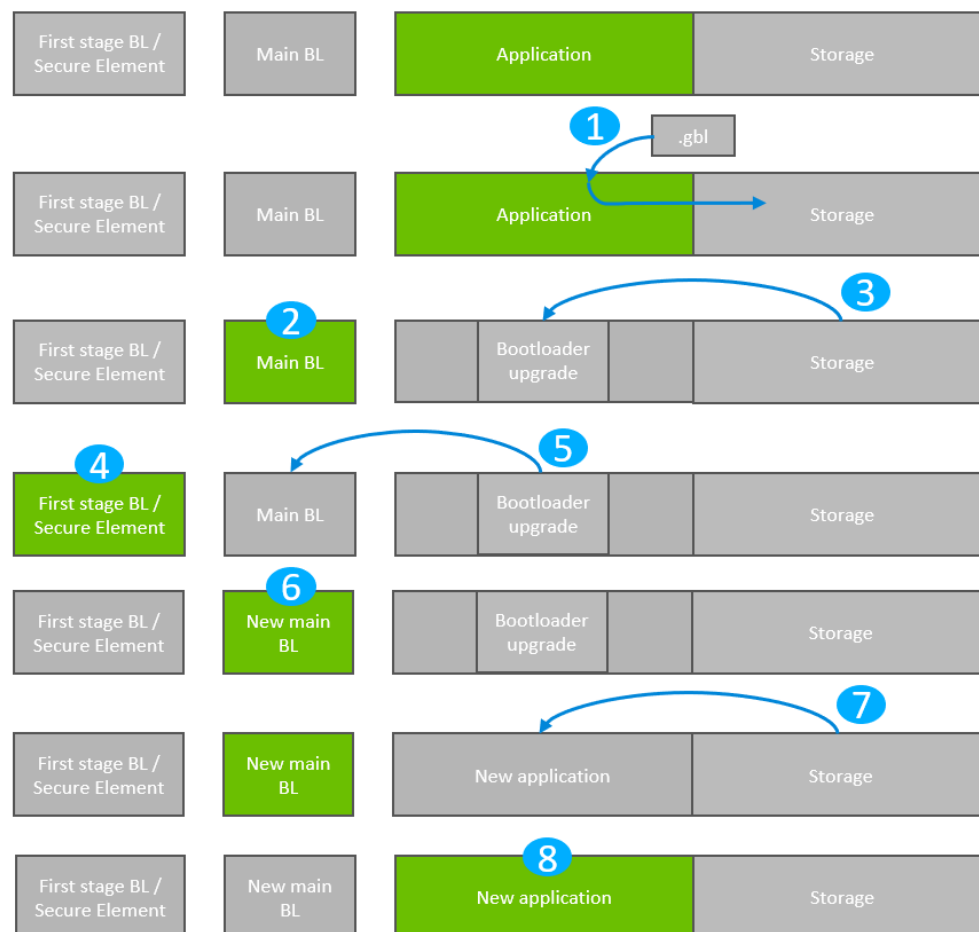 First stage BL /
Secure Element
Main BL
Application
Storage
1
.gbl
First stage BL /
Secure Element
Main BL
Application
Storage
2
3
First stage BL /
Secure Element
Main BL
Bootloader
upgrade
Storage
4
5
First stage BL /
Secure Element
Main BL
Bootloader
upgrade
Storage
6
First stage BL /
Secure Element
New main
BL
Bootloader
upgrade
Storage
7
First stage BL /
Secure Element
New main
BL
New application
Storage
8
First stage BL /
Secure Element
New main
BL
New application
Storage